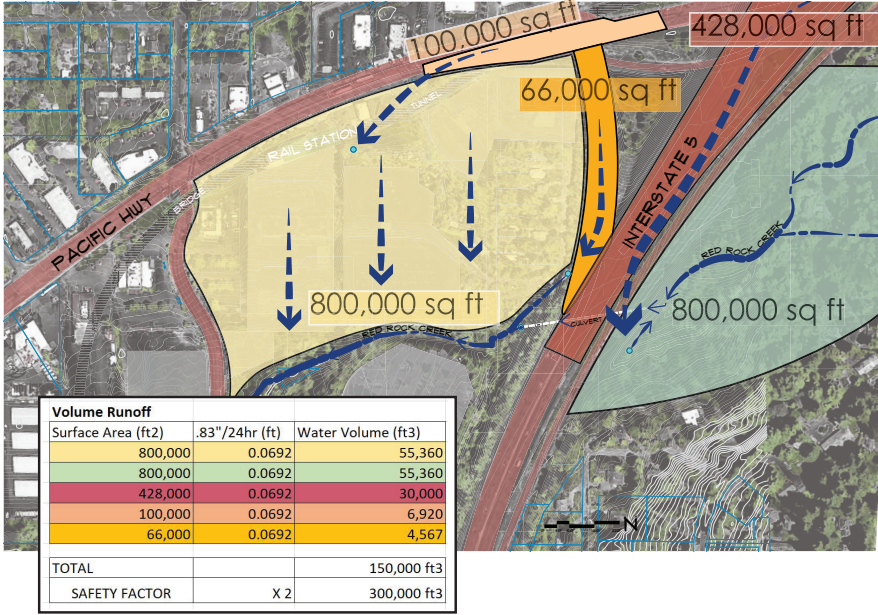 100,000 sq ft
428,000 sq ft
66,000 sq ft
TUNNEL
RAIL STATION
BRIDGE
PACIFIC HWY
INTERSTATE 5
RED ROCK CREEK
800,000 sq ft
800,000 sq ft
RED ROCK CREEK
CULVERT
N
Volume Runoff
Surface Area (ft2) .83"/24hr (ft) Water Volume (ft3)
800,000 0.0692 55,360
800,000 0.0692 55,360
428,000 0.0692 30,000
100,000 0.0692 6,920
66,000 0.0692 4,567
TOTAL 150,000 ft3
SAFETY FACTOR X 2 300,000 ft3